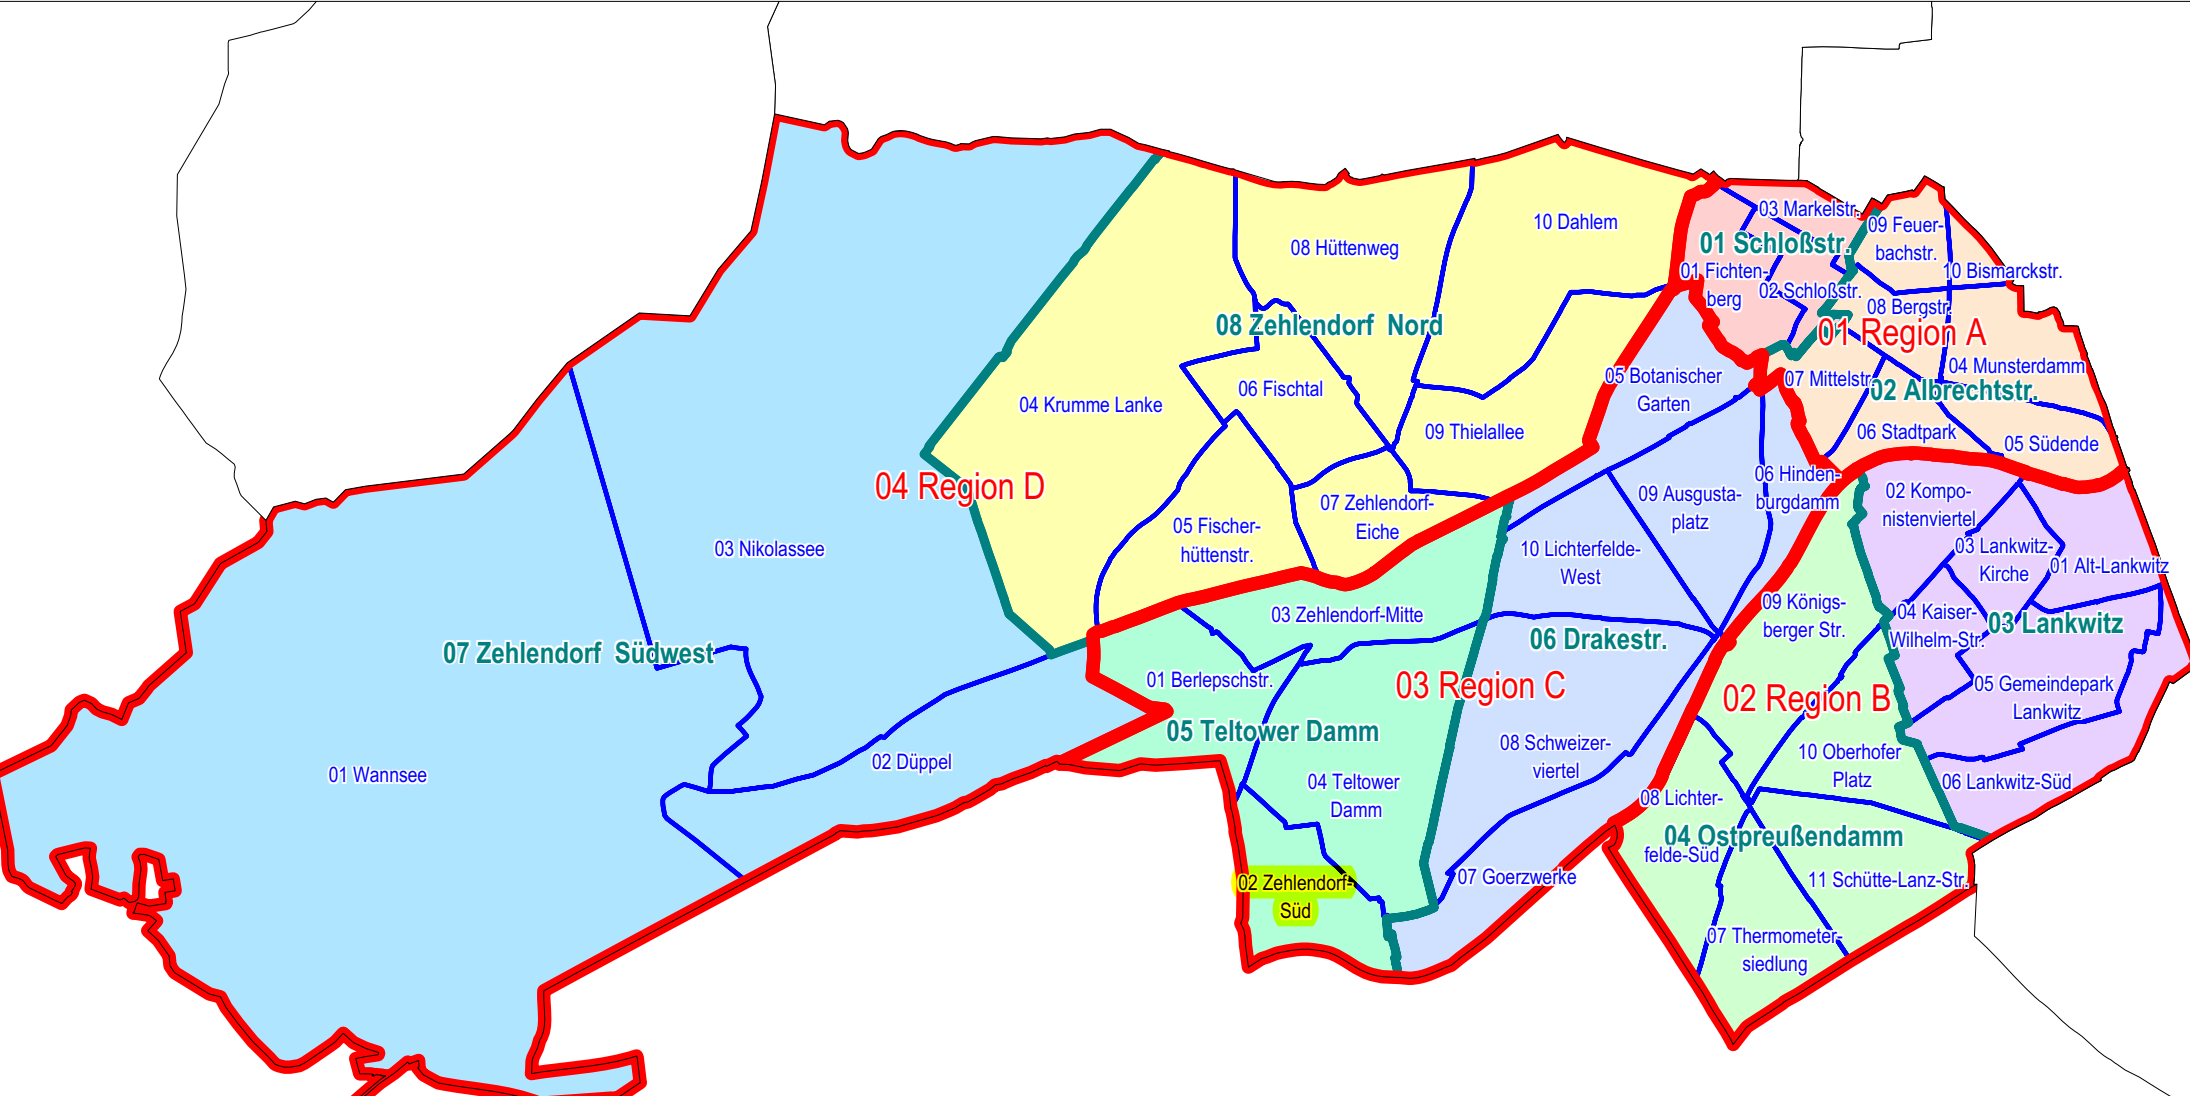 03 Markelstr.
09 Feuer-
bachstr.
10 Dahlem
01 Schloßstr.
08 Hüttenweg
01 Fichten-
berg
10 Bismarckstr.
02 Schloßstr.
08 Bergstr.
08 Zehlendorf Nord
01 Region A
04 Munsterdamm
05 Botanischer
Garten
07 Mittelstr.
02 Albrechtstr.
06 Fischtal
04 Krumme Lanke
09 Thielallee
06 Stadtpark
05 Südende
04 Region D
06 Hinden-
burgdamm
09 Ausgusta-
platz
02 Kompo-
nistenviertel
07 Zehlendorf-
Eiche
05 Fischer-
hüttenstr.
03 Nikolassee
10 Lichterfelde-
West
03 Lankwitz-
Kirche
01 Alt-Lankwitz
09 Königs-
berger Str.
04 Kaiser-
Wilhelm-Str.
03 Lankwitz
03 Zehlendorf-Mitte
06 Drakestr.
07 Zehlendorf Südwest
01 Berlepschstr.
03 Region C
02 Region B
05 Gemeindepark
Lankwitz
05 Teltower Damm
08 Schweizer-
viertel
10 Oberhofer
Platz
02 Düppel
01 Wannsee
04 Teltower
Damm
06 Lankwitz-Süd
08 Lichter-
felde-Süd
04 Ostpreußendamm
02 Zehlendorf-
Süd
07 Goerzwerke
11 Schütte-Lanz-Str.
07 Thermometer-
siedlung